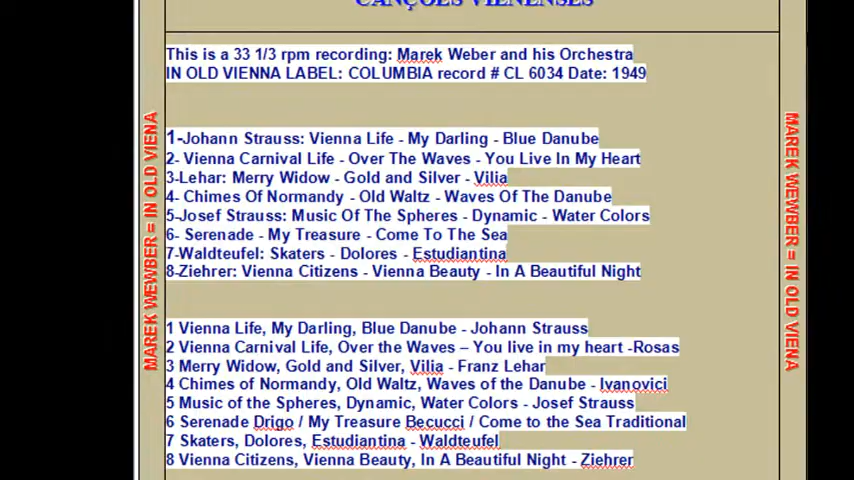 CANÇÕES VIENENSES
This is a 33 1/3 rpm recording: Marek Weber and his Orchestra
IN OLD VIENNA LABEL: COLUMBIA record # CL 6034 Date: 1949
1-Johann Strauss: Vienna Life - My Darling - Blue Danube
2- Vienna Carnival Life - Over The Waves - You Live In My Heart
3-Lehar: Merry Widow - Gold and Silver - Vilia
4- Chimes Of Normandy - Old Waltz - Waves Of The Danube
5-Josef Strauss: Music Of The Spheres - Dynamic - Water Colors
6- Serenade - My Treasure - Come To The Sea
7-Waldteufel: Skaters - Dolores - Estudiantina
8-Ziehrer: Vienna Citizens - Vienna Beauty - In A Beautiful Night
1 Vienna Life, My Darling, Blue Danube - Johann Strauss
2 Vienna Carnival Life, Over the Waves – You live in my heart -Rosas
3 Merry Widow, Gold and Silver, Vilia - Franz Lehar
4 Chimes of Normandy, Old Waltz, Waves of the Danube - Ivanovici
5 Music of the Spheres, Dynamic, Water Colors - Josef Strauss
6 Serenade Drigo / My Treasure Becucci / Come to the Sea Traditional
7 Skaters, Dolores, Estudiantina - Waldteufel
8 Vienna Citizens, Vienna Beauty, In A Beautiful Night - Ziehrer
MAREK WEWBER = IN OLD VIENA
MAREK WEWBER = IN OLD VIENA